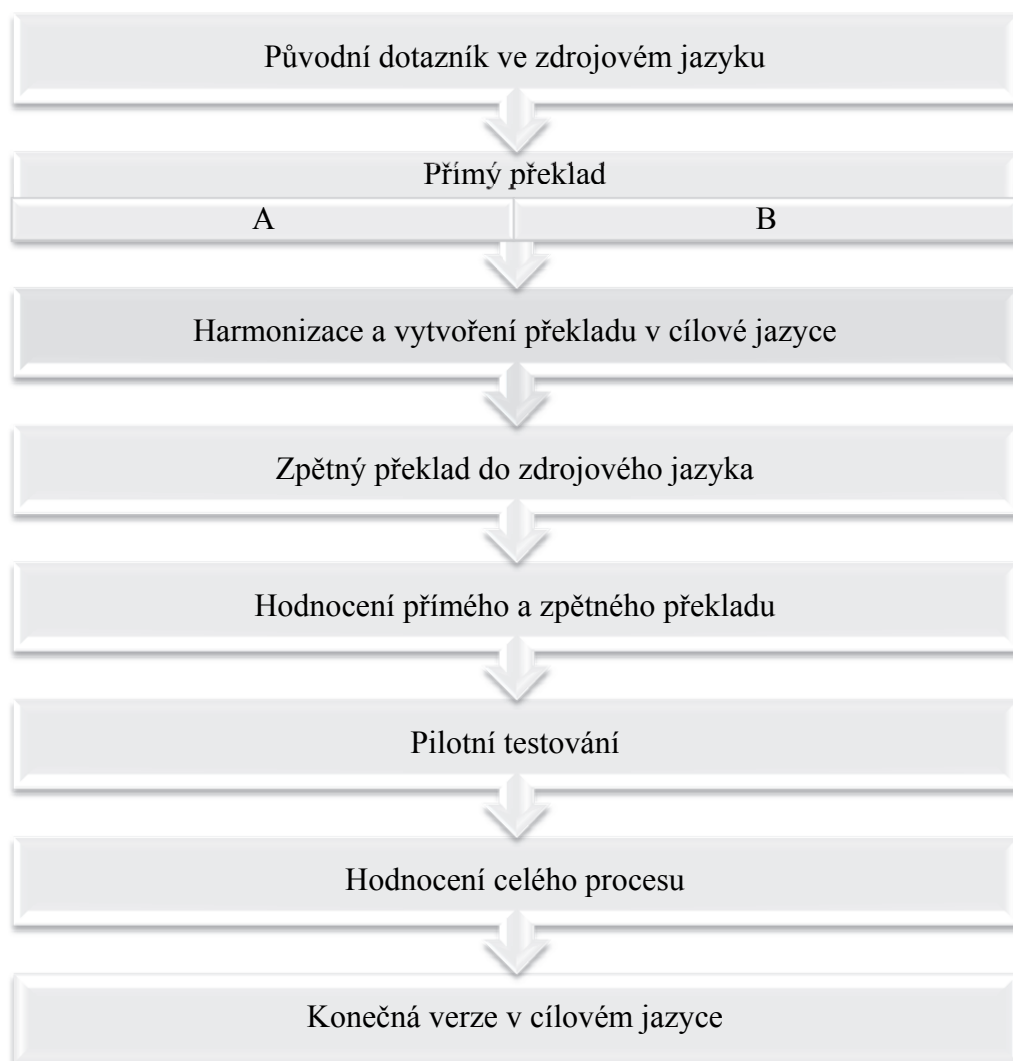 Původní dotazník ve zdrojovém jazyku
Přímý překlad
A
B
Harmonizace a vytvoření překladu v cílové jazyce
Zpětný překlad do zdrojového jazyka
Hodnocení přímého a zpětného překladu
Pilotní testování
Hodnocení celého procesu
Konečná verze v cílovém jazyce